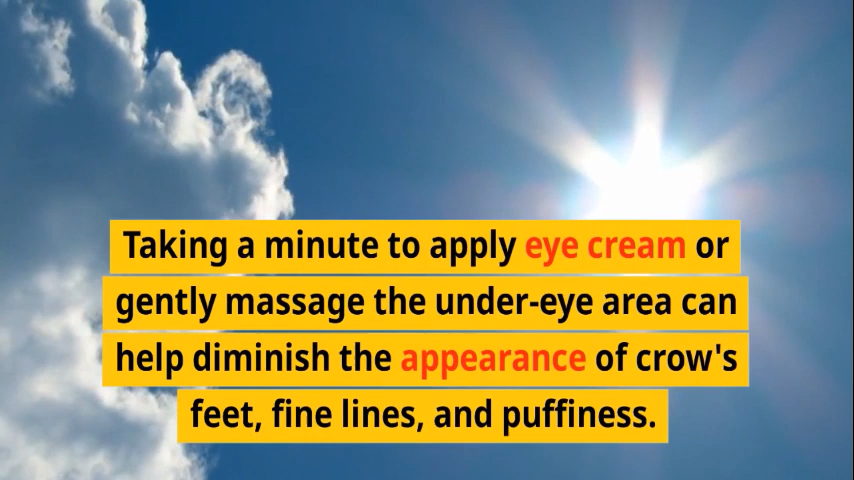 Taking a minute to apply eye cream or
gently massage the under-eye area can
help diminish the appearance of crow's
feet, fine lines, and puffiness.